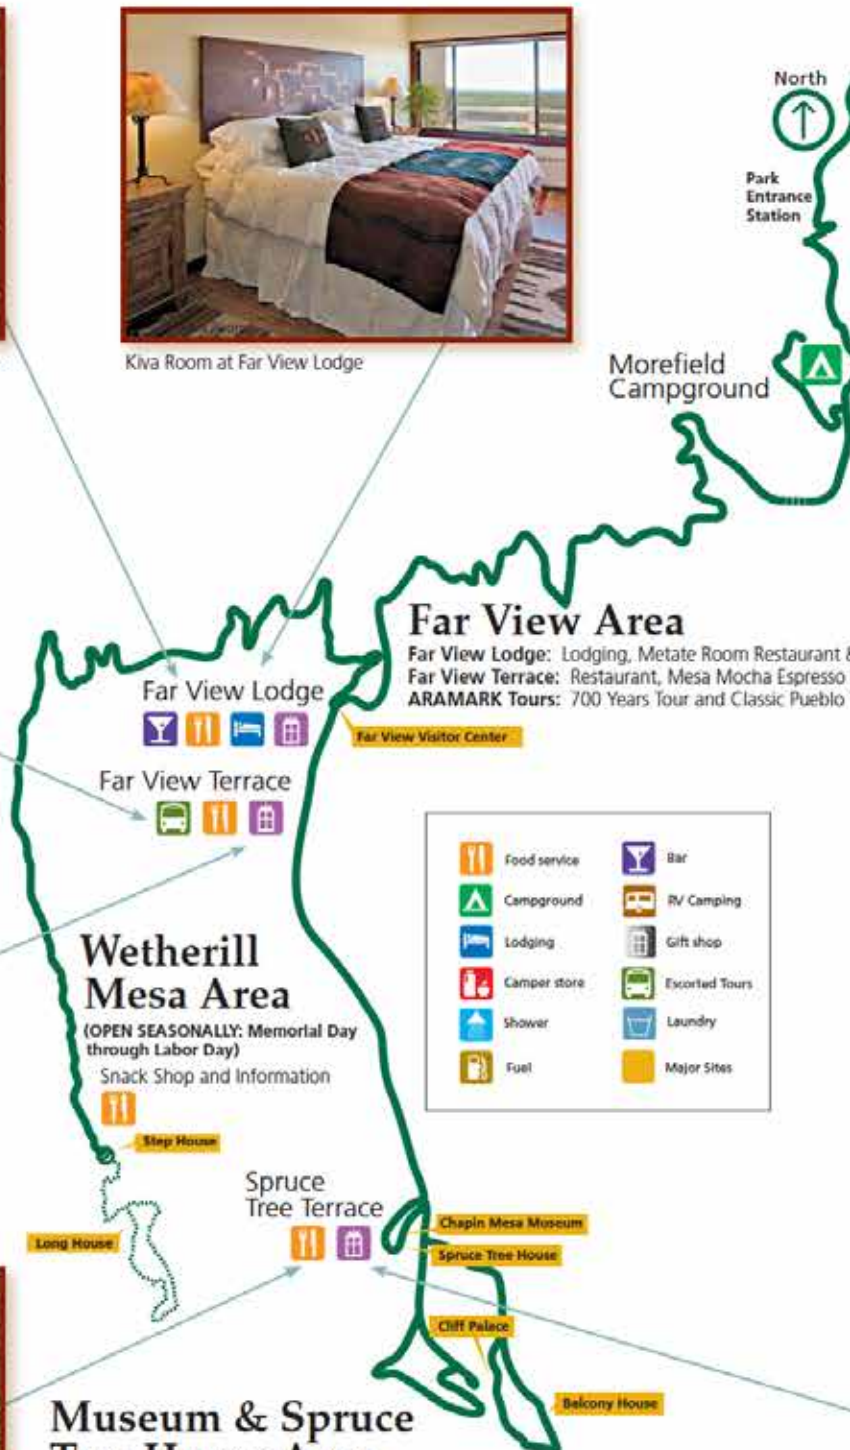 North
Park
Entrance
Station
Kiva Room at Far View Lodge
Morefield
Campground
Far View Area
Far View Lodge: Lodging, Metate Room Restaurant &
Far View Terrace: Restaurant, Mesa Mocha Espresso
ARAMARK Tours: 700 Years Tour and Classic Pueblo
Far View Lodge
Far View Visitor Center
Far View Terrace
Food service
Bar
Campground
RV Camping
Lodging
Gift shop
Camper store
Escorted Tours
Shower
Laundry
Fuel
Major Sites
Wetherill
Mesa Area
(OPEN SEASONALLY: Memorial Day
through Labor Day)
Snack Shop and Information
Step House
Long House
Spruce
Tree Terrace
Chapin Mesa Museum
Spruce Tree House
Cliff Palace
Balcony House
Museum & Spruce